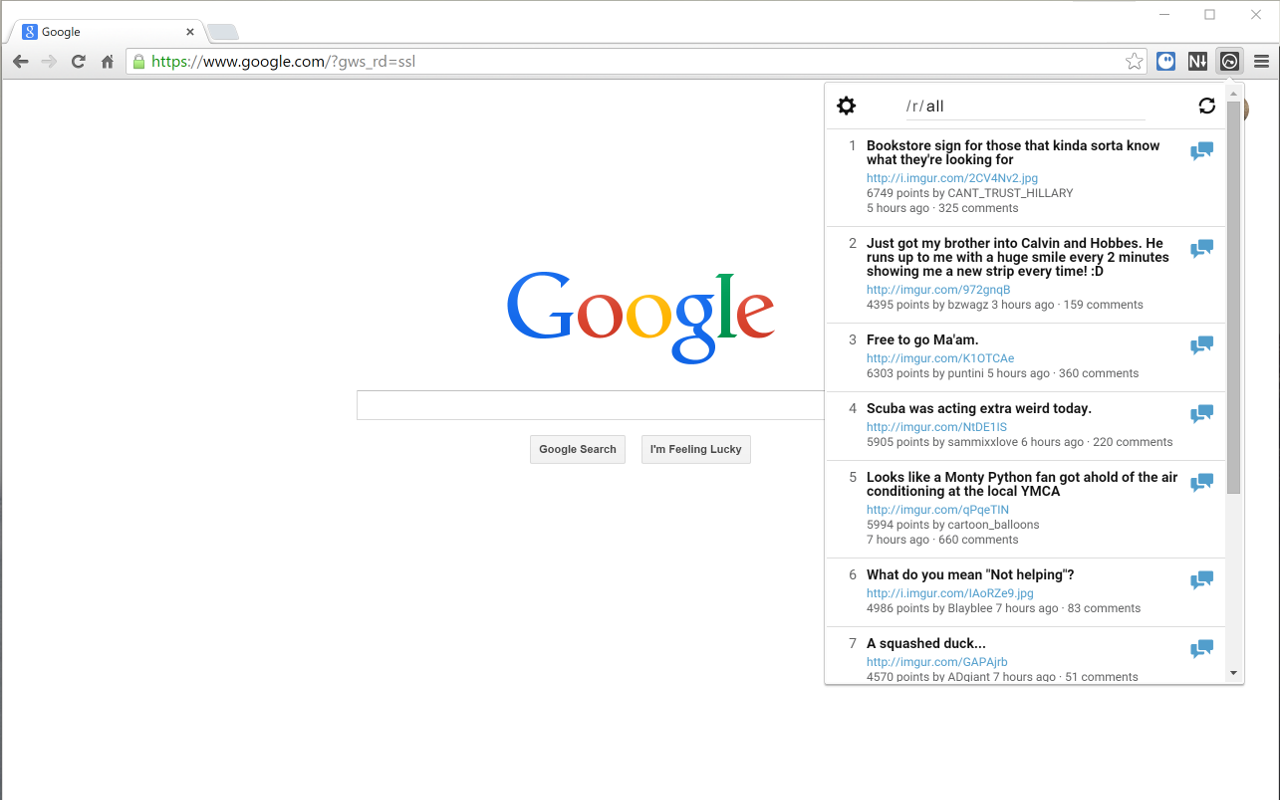 Google
https://www.google.com/?gws_rd=ssl
N
/r/all
1 Bookstore sign for those that kinda sorta know
what they're looking for
http://i.imgur.com/2CV4Nv2.jpg
6749 points by CANT_TRUST_HILLARY
5 hours ago · 325 comments
2 Just got my brother into Calvin and Hobbes. He
runs up to me with a huge smile every 2 minutes
showing me a new strip every time! :D
http://imgur.com/972gnqB
4395 points by bzwagz 3 hours ago · 159 comments
3 Free to go Ma'am.
http://imgur.com/K1OTCAe
6303 points by puntini 5 hours ago · 360 comments
4 Scuba was acting extra weird today.
http://imgur.com/NtDE1IS
5905 points by sammixxlove 6 hours ago · 220 comments
5 Looks like a Monty Python fan got ahold of the air
conditioning at the local YMCA
http://imgur.com/qPqeTIN
5994 points by cartoon_balloons
7 hours ago · 660 comments
6 What do you mean "Not helping"?
http://i.imgur.com/IAoRZe9.jpg
4986 points by Blayblee 7 hours ago · 83 comments
7 A squashed duck...
http://imgur.com/GAPAjrb
4570 points by ADgiant 7 hours ago · 51 comments
Google
Google Search
I'm Feeling Lucky